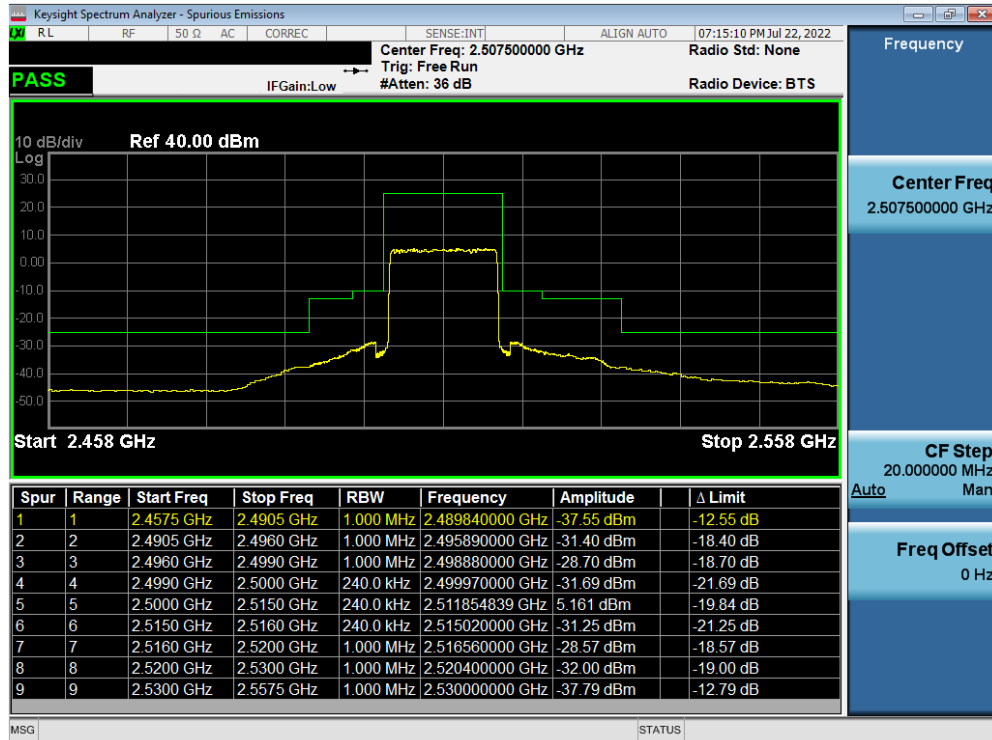 Keysight Spectrum Analyzer - Spurious Emissions
LXI RL RF 50 Ω AC CORREC SENSE:INT ALIGN AUTO 07:15:10 PM Jul 22, 2022
Center Freq: 2.507500000 GHz Radio Std: None
Trig: Free Run
PASS IFGain:Low #Atten: 36 dB Radio Device: BTS
Frequency
10 dB/div Ref 40.00 dBm
Log
30.0
20.0
10.0
0.00
-10.0
-20.0
-30.0
-40.0
-50.0
Start 2.458 GHz Stop 2.558 GHz
Spur Range Start Freq Stop Freq RBW Frequency Amplitude Δ Limit
1 1 2.4575 GHz 2.4905 GHz 1.000 MHz 2.489840000 GHz -37.55 dBm -12.55 dB
2 2 2.4905 GHz 2.4960 GHz 1.000 MHz 2.495890000 GHz -31.40 dBm -18.40 dB
3 3 2.4960 GHz 2.4990 GHz 1.000 MHz 2.498880000 GHz -28.70 dBm -18.70 dB
4 4 2.4990 GHz 2.5000 GHz 240.0 kHz 2.499970000 GHz -31.69 dBm -21.69 dB
5 5 2.5000 GHz 2.5150 GHz 240.0 kHz 2.511854839 GHz 5.161 dBm -19.84 dB
6 6 2.5150 GHz 2.5160 GHz 240.0 kHz 2.515020000 GHz -31.25 dBm -21.25 dB
7 7 2.5160 GHz 2.5200 GHz 1.000 MHz 2.516560000 GHz -28.57 dBm -18.57 dB
8 8 2.5200 GHz 2.5300 GHz 1.000 MHz 2.520400000 GHz -32.00 dBm -19.00 dB
9 9 2.5300 GHz 2.5575 GHz 1.000 MHz 2.530000000 GHz -37.79 dBm -12.79 dB
Center Freq
2.507500000 GHz
CF Step
20.000000 MHz
Auto Man
Freq Offset
0 Hz
MSG STATUS